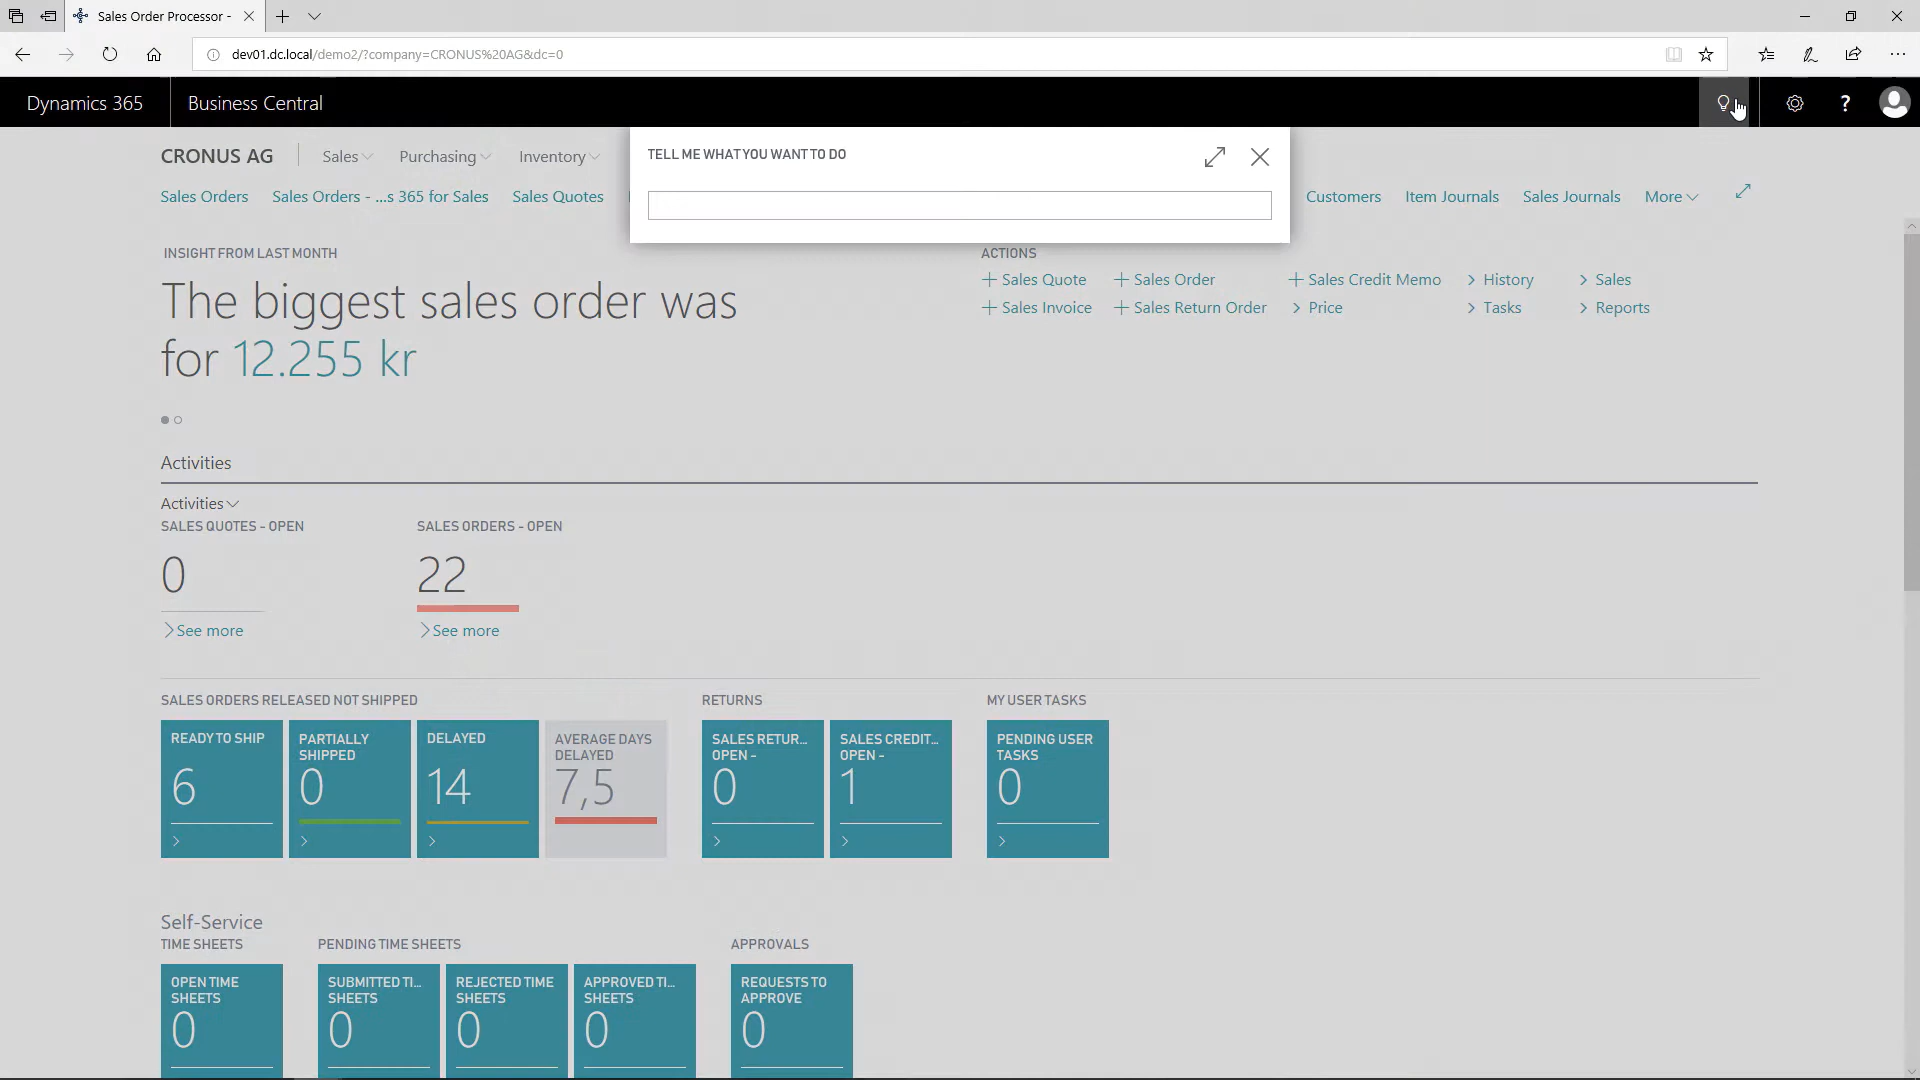 Sales Order Processor -
dev01.dc.local/demo2/?company=CRONUS%20AG&dc=0
Dynamics 365
Business Central
?
CRONUS AG
Sales
Purchasing
Inventory
TELL ME WHAT YOU WANT TO DO
Sales Orders
Sales Orders - ...s 365 for Sales
Sales Quotes
Customers
Item Journals
Sales Journals
More
INSIGHT FROM LAST MONTH
The biggest sales order was
for 12.255 kr
ACTIONS
+ Sales Quote
+ Sales Order
+ Sales Credit Memo
> History
> Sales
+ Sales Invoice
+ Sales Return Order
> Price
> Tasks
> Reports
Activities
Activities
SALES QUOTES - OPEN
SALES ORDERS - OPEN
0
22
> See more
> See more
SALES ORDERS RELEASED NOT SHIPPED
RETURNS
MY USER TASKS
READY TO SHIP
6
PARTIALLY
SHIPPED
0
DELAYED
14
AVERAGE DAYS
DELAYED
7,5
SALES RETUR...
OPEN -
0
SALES CREDIT...
OPEN -
1
PENDING USER
TASKS
0
Self-Service
TIME SHEETS
PENDING TIME SHEETS
APPROVALS
OPEN TIME
SHEETS
0
SUBMITTED TI...
SHEETS
0
REJECTED TIME
SHEETS
0
APPROVED TI...
SHEETS
0
REQUESTS TO
APPROVE
0